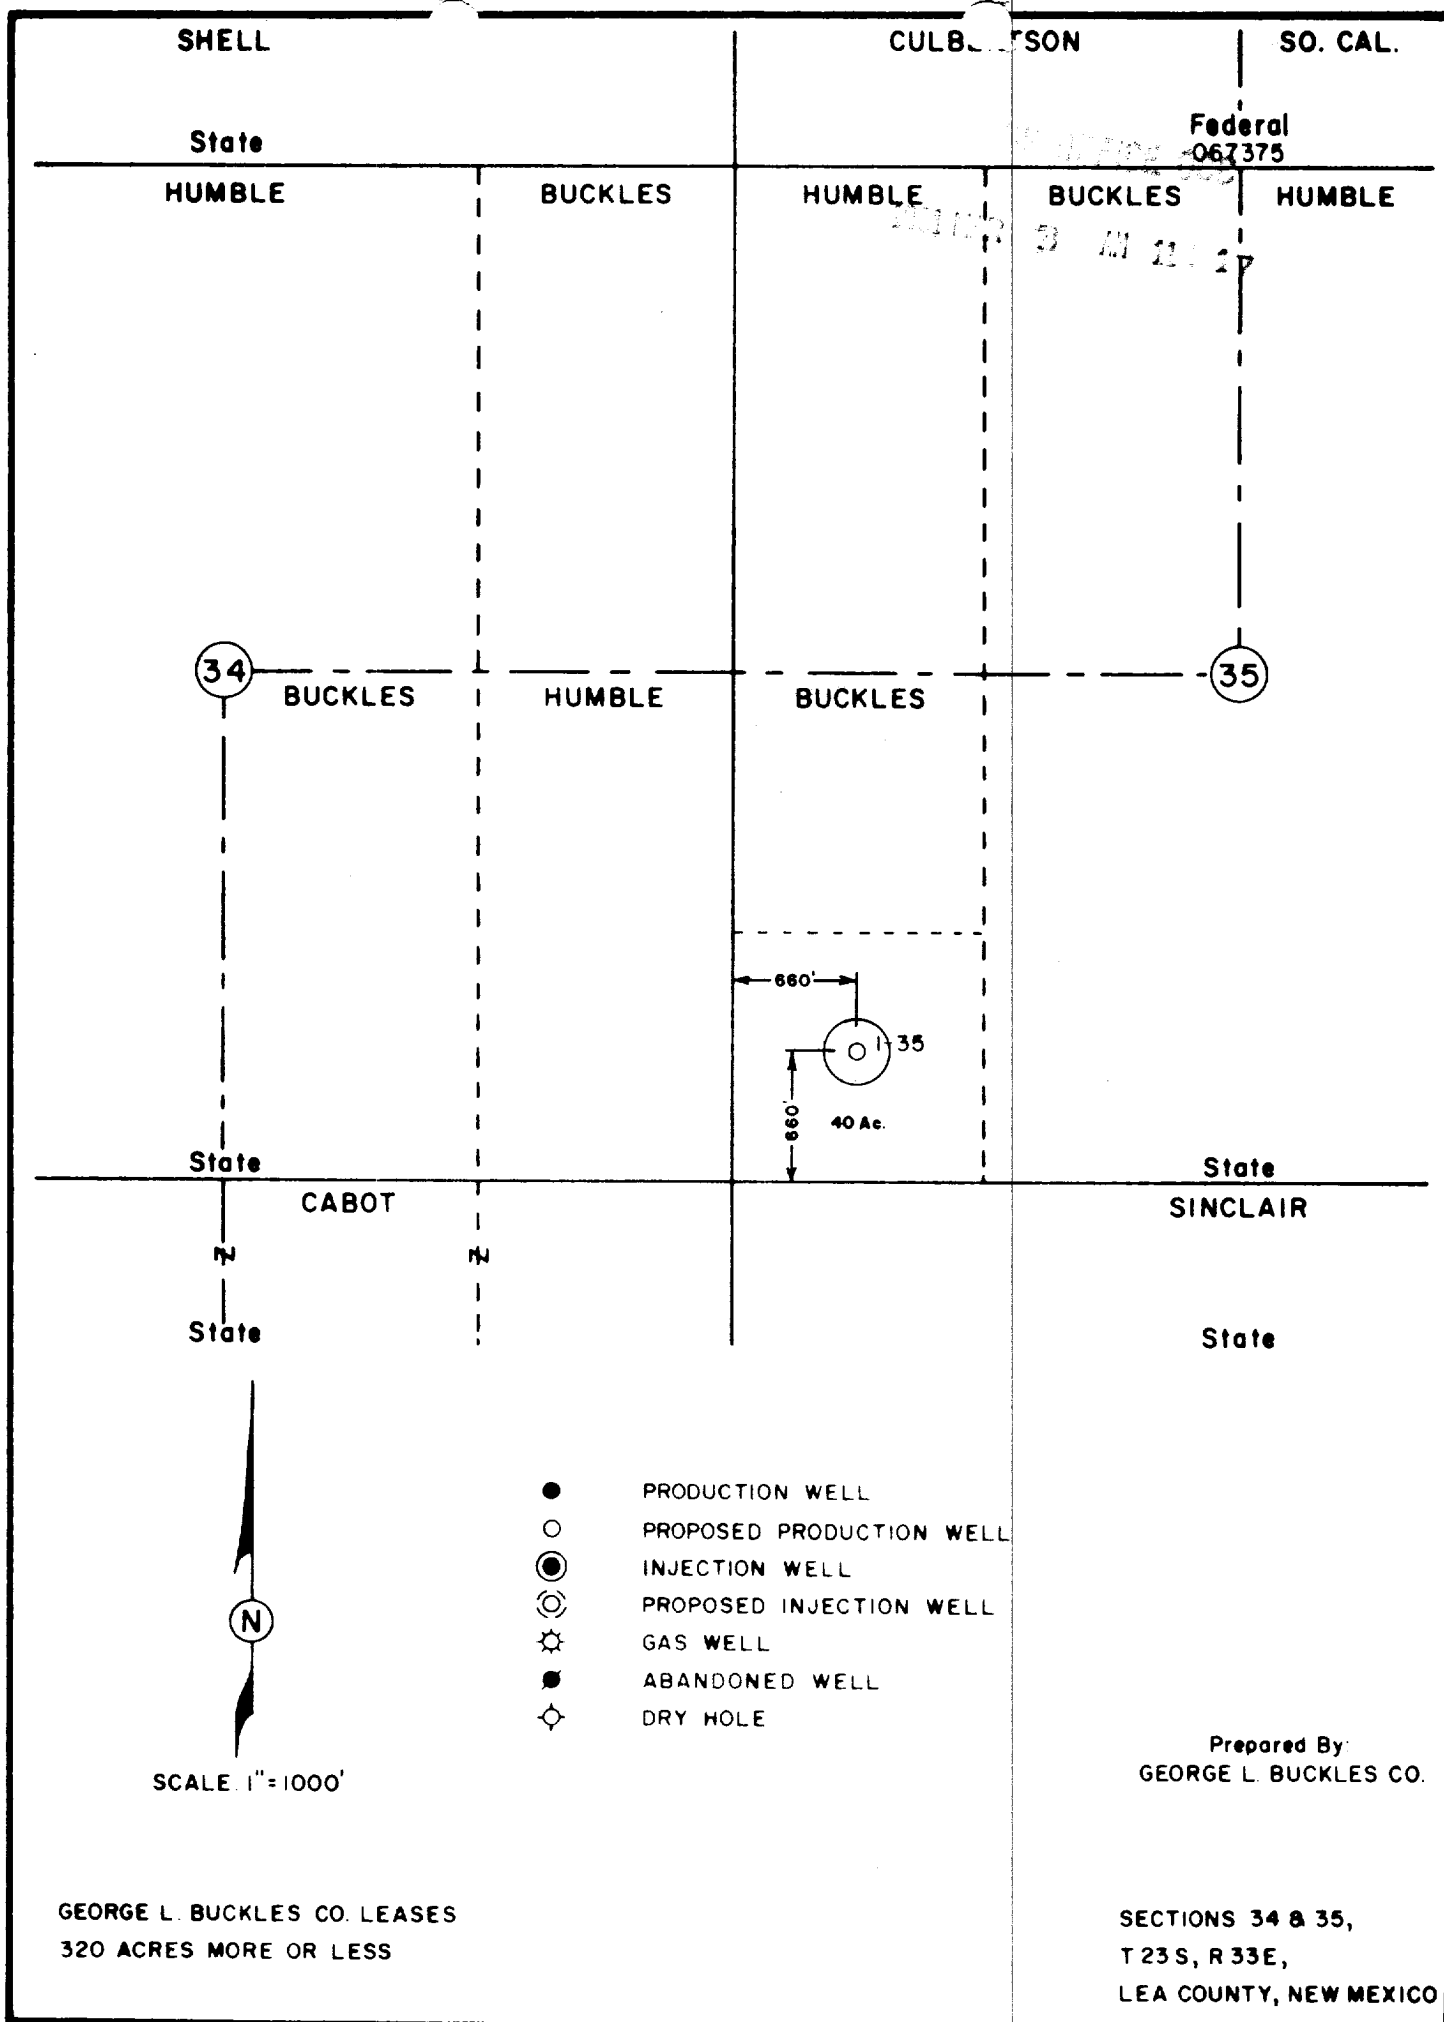 SHELL
SO. CAL.
State
Federal
067375
HUMBLE
BUCKLES
HUMBLE
BUCKLES
HUMBLE
AM 11
34
35
BUCKLES
HUMBLE
BUCKLES
660'
1-35
660'
40 Ac.
State
State
CABOT
SINCLAIR
State
State
PRODUCTION WELL
PROPOSED PRODUCTION WELL
INJECTION WELL
PROPOSED INJECTION WELL
GAS WELL
ABANDONED WELL
DRY HOLE
N
SCALE 1"=1000'
Prepared By:
GEORGE L. BUCKLES CO.
GEORGE L. BUCKLES CO. LEASES
320 ACRES MORE OR LESS
SECTIONS 34 & 35,
T 23 S, R 33 E,
LEA COUNTY, NEW MEXICO